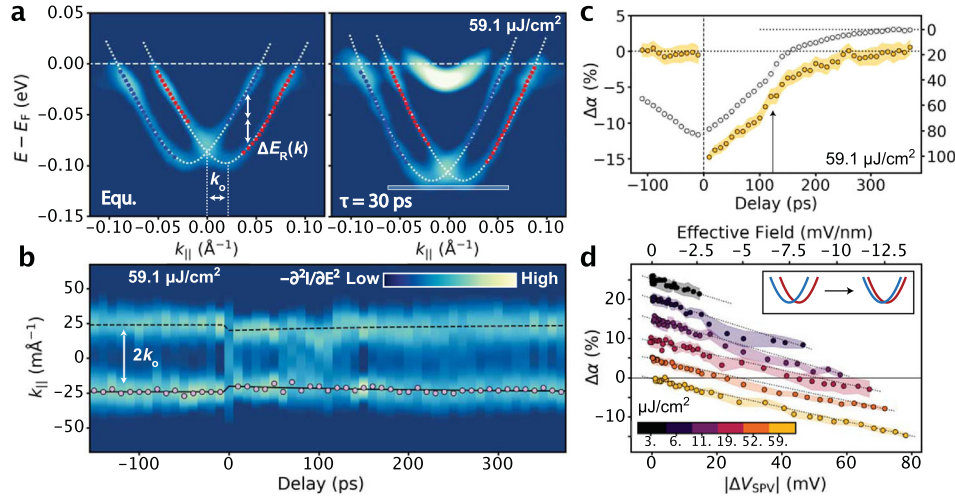 a
59.1 µJ/cm²
E − E_F (eV)
0.00
−0.05
−0.10
−0.15
ΔE_R(k)
k_o
Equ.
τ = 30 ps
−0.10 −0.05 0.00 0.05 0.10
−0.10 −0.05 0.00 0.05 0.10
k_|| (Å⁻¹)
k_|| (Å⁻¹)
b
59.1 µJ/cm²
−∂²I/∂E² Low High
k_|| (mÅ⁻¹)
50
25
0
−25
−50
2k_o
−100 0 100 200 300
Delay (ps)
c
Δα (%)
5
0
−5
−10
−15
0
20
40
60
80
100
59.1 µJ/cm²
−100 0 100 200 300
Delay (ps)
d
Effective Field (mV/nm)
0 −2.5 −5 −7.5 −12.5
Δα (%)
20
10
0
−10
µJ/cm²
3. 6. 11. 19. 52. 59.
0 20 40 60 80
|ΔV_SPV| (mV)